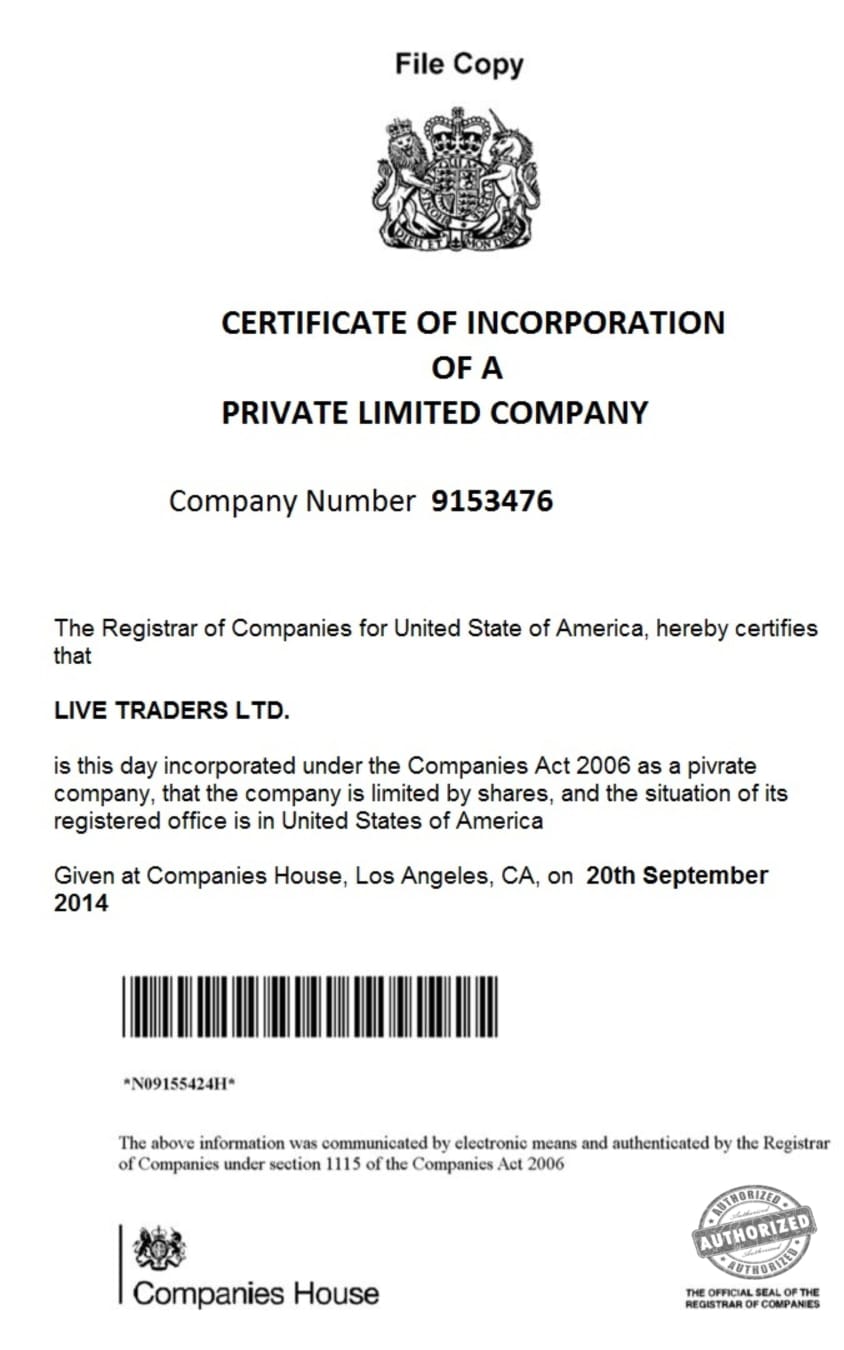 File Copy
DIEU ET MON DROIT
CERTIFICATE OF INCORPORATION
OF A
PRIVATE LIMITED COMPANY
Company Number 9153476
The Registrar of Companies for United State of America, hereby certifies
that
LIVE TRADERS LTD.
is this day incorporated under the Companies Act 2006 as a pivrate
company, that the company is limited by shares, and the situation of its
registered office is in United States of America
Given at Companies House, Los Angeles, CA, on 20th September
2014
*N09155424H*
The above information was communicated by electronic means and authenticated by the Registrar
of Companies under section 1115 of the Companies Act 2006
Companies House
AUTHORIZED
Authorized
AUTHORIZED
Authorized
AUTHORIZED
THE OFFICIAL SEAL OF THE
REGISTRAR OF COMPANIES